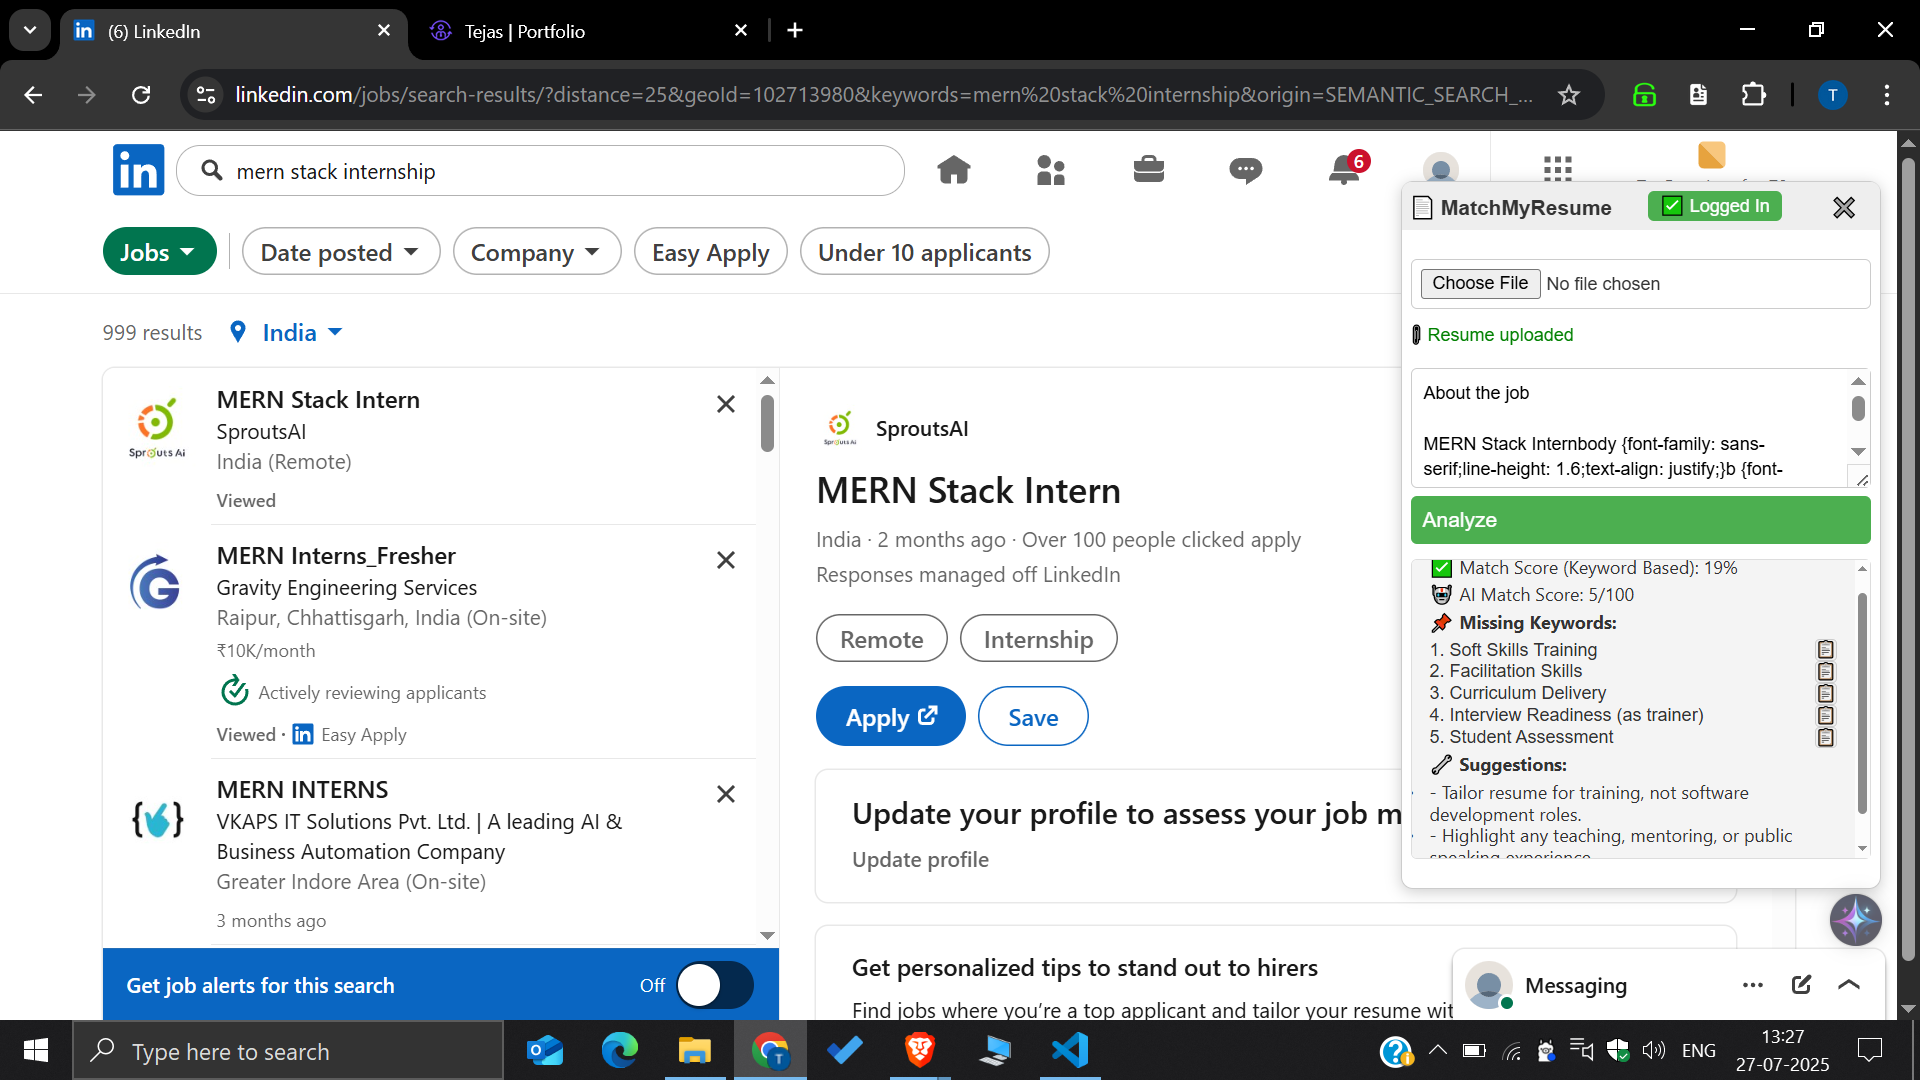 (6) LinkedIn
Tejas | Portfolio
linkedin.com/jobs/search-results/?distance=25&geoId=102713980&keywords=mern%20stack%20internship&origin=SEMANTIC_SEARCH_...
T
in
mern stack internship
6
Jobs
Date posted
Company
Easy Apply
Under 10 applicants
999 results
India
MERN Stack Intern
SproutsAI
India (Remote)
Viewed
Sprouts Ai
MERN Interns_Fresher
Gravity Engineering Services
Raipur, Chhattisgarh, India (On-site)
₹10K/month
Actively reviewing applicants
Viewed · in Easy Apply
MERN INTERNS
VKAPS IT Solutions Pvt. Ltd. | A leading AI &
Business Automation Company
Greater Indore Area (On-site)
3 months ago
Get job alerts for this search
Off
Sprouts Ai
SproutsAI
MERN Stack Intern
India · 2 months ago · Over 100 people clicked apply
Responses managed off LinkedIn
Remote
Internship
Apply
Save
Update your profile to assess your job m
Update profile
Get personalized tips to stand out to hirers
Find jobs where you're a top applicant and tailor your resume wit
MatchMyResume
Logged In
Choose File No file chosen
Resume uploaded
About the job
MERN Stack Internbody {font-family: sans-
serif;line-height: 1.6;text-align: justify;}b {font-
Analyze
Match Score (Keyword Based): 19%
AI Match Score: 5/100
Missing Keywords:
1. Soft Skills Training
2. Facilitation Skills
3. Curriculum Delivery
4. Interview Readiness (as trainer)
5. Student Assessment
Suggestions:
- Tailor resume for training, not software
development roles.
- Highlight any teaching, mentoring, or public
speaking experience
Messaging
Type here to search
ENG
13:27
27-07-2025